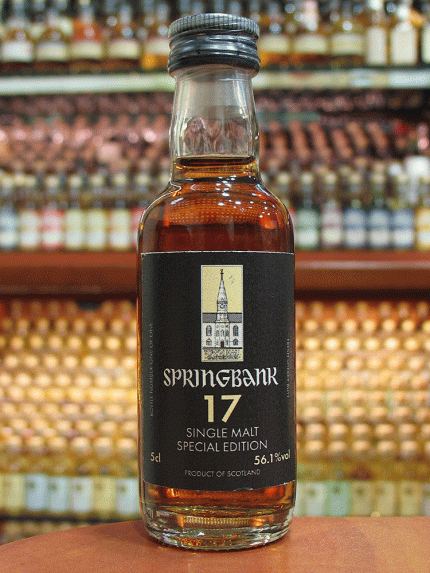 SPRINGBANK
17
SINGLE MALT
SPECIAL EDITION
5cl 56.1%vol
PRODUCT OF SCOTLAND